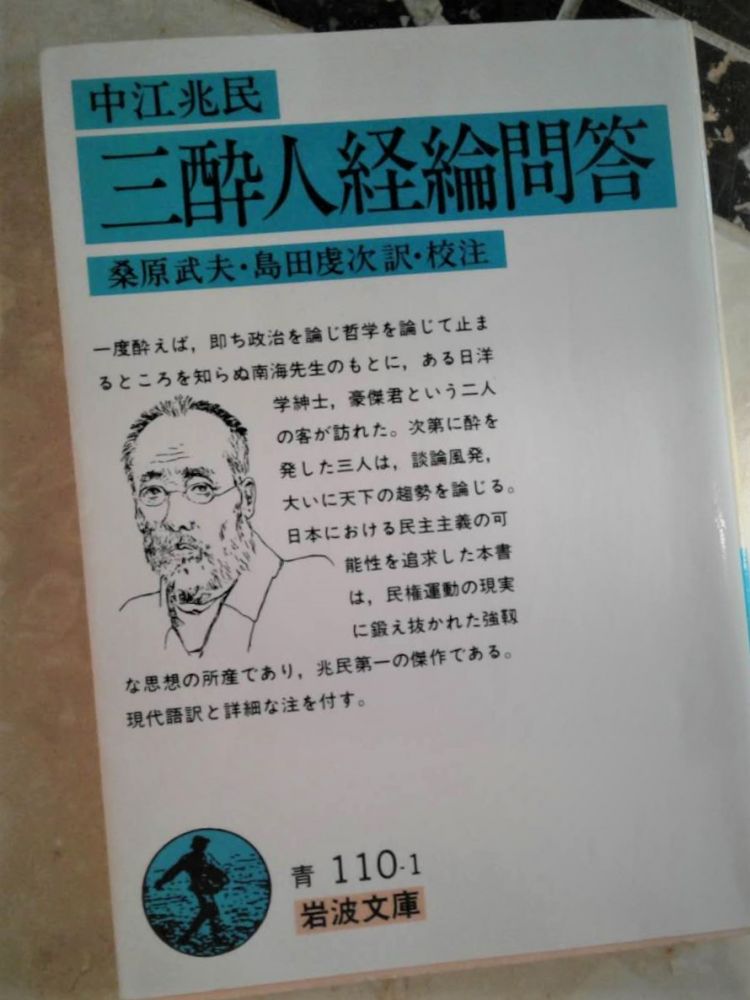 中江兆民
三酔人経綸問答
桑原武夫・島田虔次訳・校注
一度酔えば，即ち政治を論じ哲学を論じて止ま
るところを知らぬ南海先生のもとに，ある日洋
学紳士，豪傑君という二人
の客が訪れた。次第に酔を
発した三人は，談論風発，
大いに天下の趨勢を論じる。
日本における民主主義の可
能性を追求した本書
は，民権運動の現実
に鍛え抜かれた強靱
な思想の所産であり，兆民第一の傑作である。
現代語訳と詳細な注を付す。
青 110-1
岩波文庫